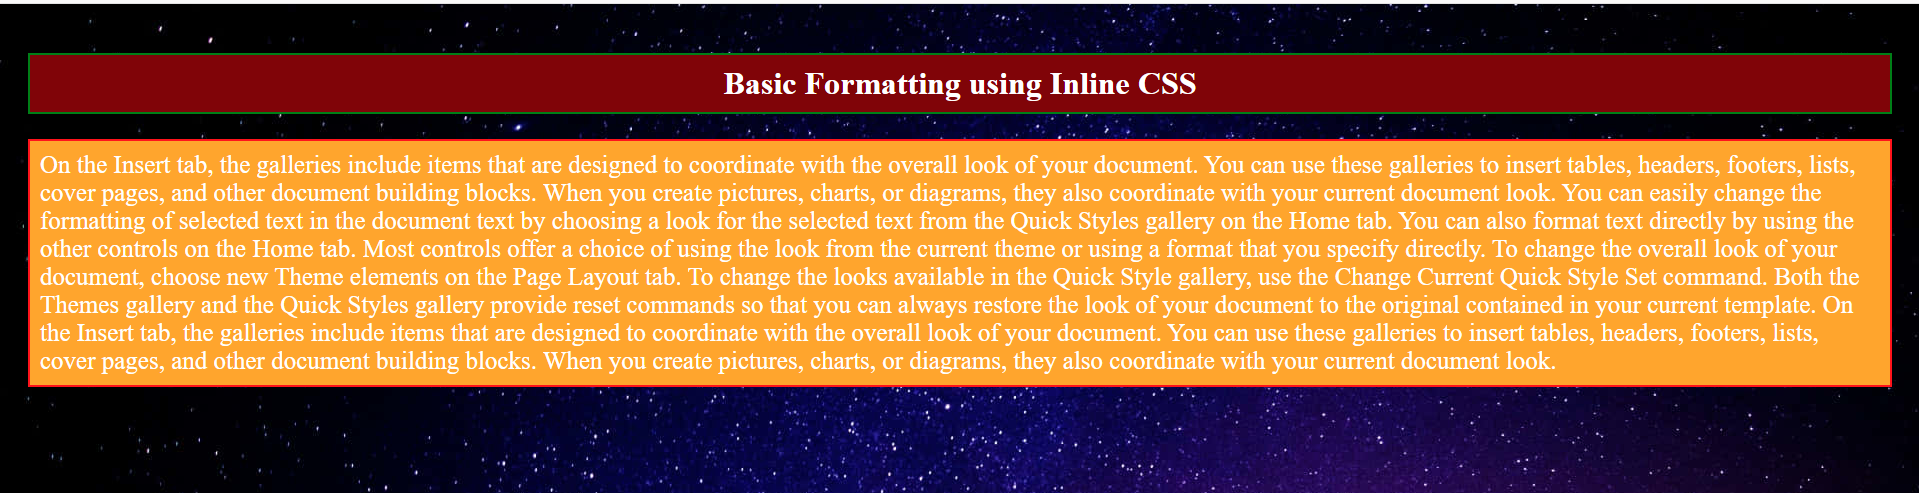 Basic Formatting using Inline CSS
On the Insert tab, the galleries include items that are designed to coordinate with the overall look of your document. You can use these galleries to insert tables, headers, footers, lists,
cover pages, and other document building blocks. When you create pictures, charts, or diagrams, they also coordinate with your current document look. You can easily change the
formatting of selected text in the document text by choosing a look for the selected text from the Quick Styles gallery on the Home tab. You can also format text directly by using the
other controls on the Home tab. Most controls offer a choice of using the look from the current theme or using a format that you specify directly. To change the overall look of your
document, choose new Theme elements on the Page Layout tab. To change the looks available in the Quick Style gallery, use the Change Current Quick Style Set command. Both the
Themes gallery and the Quick Styles gallery provide reset commands so that you can always restore the look of your document to the original contained in your current template. On
the Insert tab, the galleries include items that are designed to coordinate with the overall look of your document. You can use these galleries to insert tables, headers, footers, lists,
cover pages, and other document building blocks. When you create pictures, charts, or diagrams, they also coordinate with your current document look.